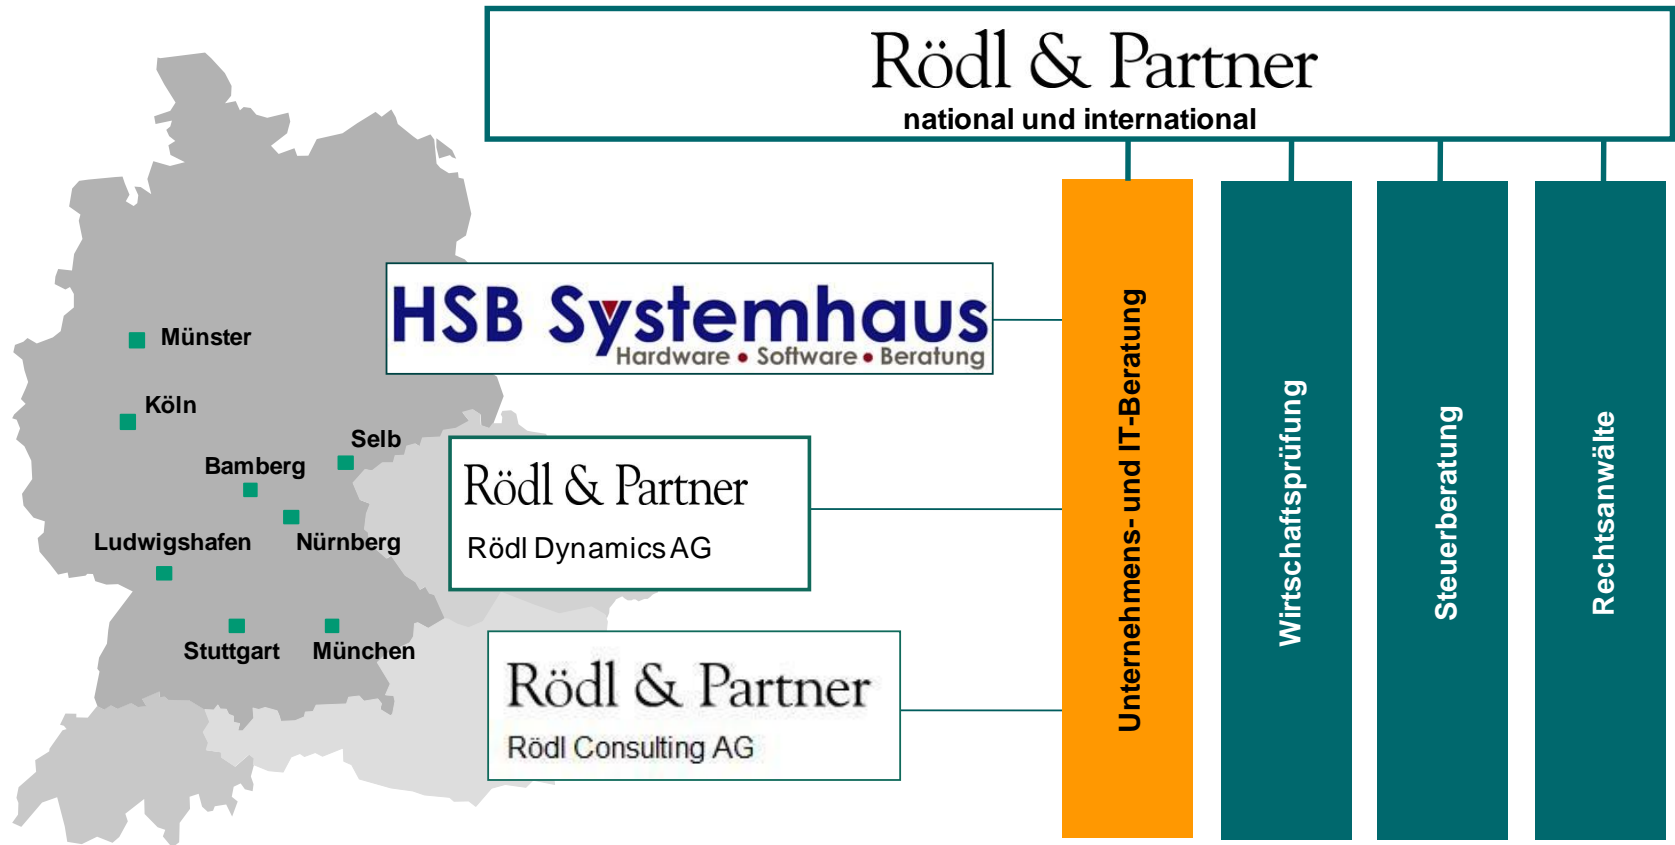 Rödl & Partner
national und international
HSB Systemhaus
Hardware • Software • Beratung
Münster
Köln
Selb
Bamberg
Ludwigshafen
Nürnberg
Stuttgart
München
Rödl & Partner
Rödl Dynamics AG
Rödl & Partner
Rödl Consulting AG
Unternehmens- und IT-Beratung
Wirtschaftsprüfung
Steuerberatung
Rechtsanwälte